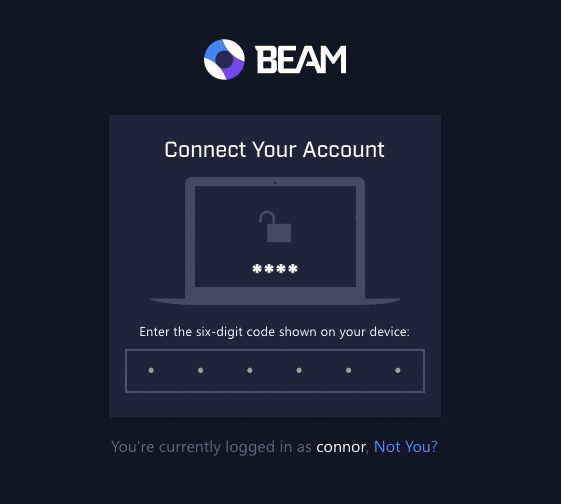 BEAM
Connect Your Account
****
Enter the six-digit code shown on your device:
You're currently logged in as connor, Not You?